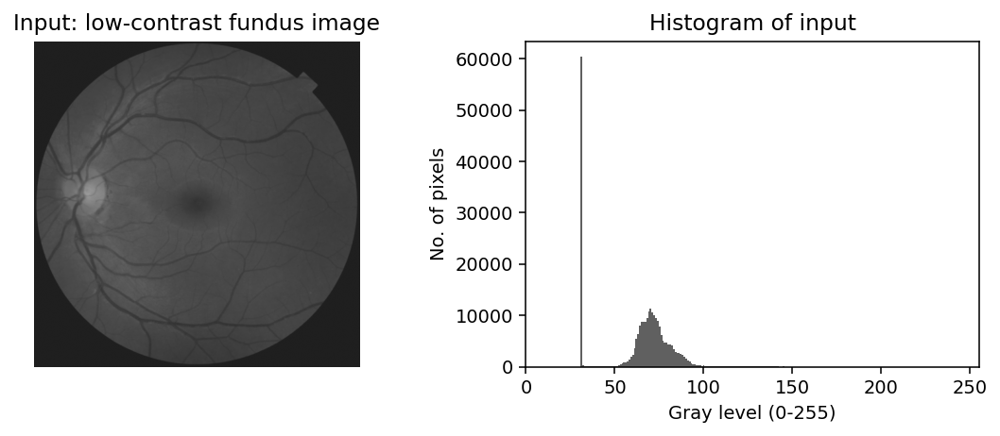 Input: low-contrast fundus image
Histogram of input
No. of pixels
60000
50000
40000
30000
20000
10000
0
0 50 100 150 200 250
Gray level (0-255)